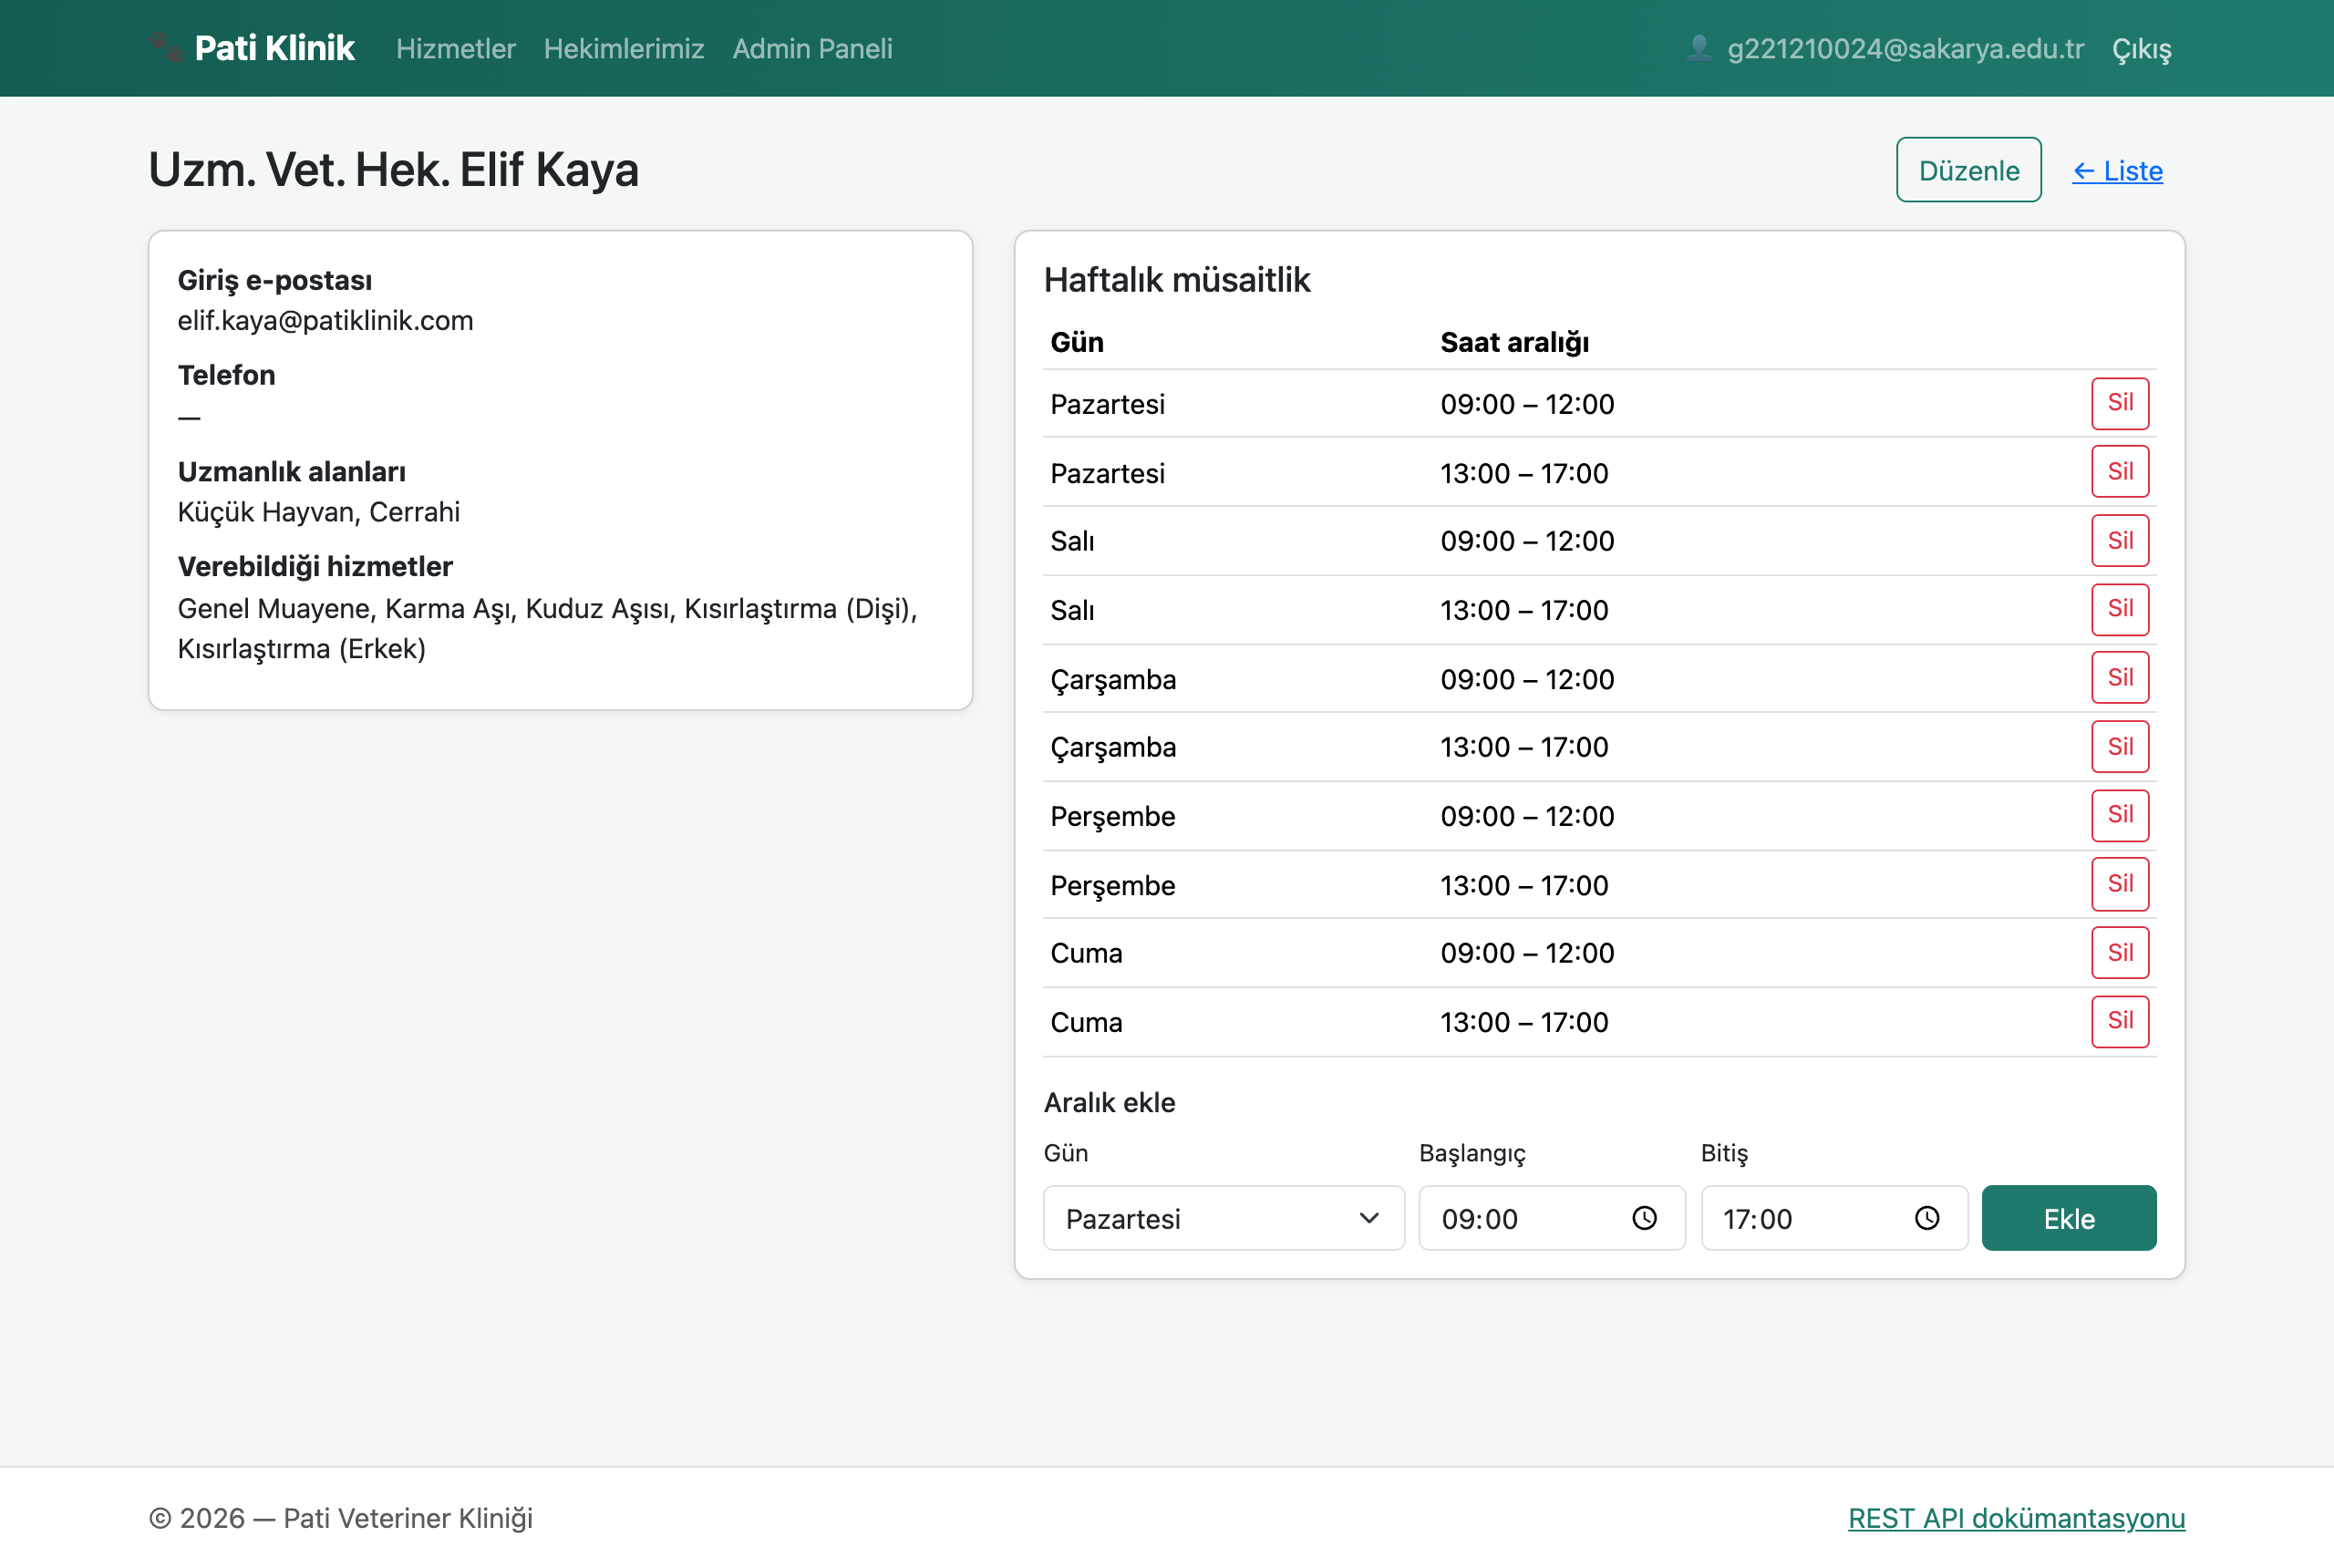 Pati Klinik Hizmetler Hekimlerimiz Admin Paneli g221210024@sakarya.edu.tr Çıkış
Uzm. Vet. Hek. Elif Kaya Düzenle ← Liste
Giriş e-postası
elif.kaya@patiklinik.com
Telefon
—
Uzmanlık alanları
Küçük Hayvan, Cerrahi
Verebildiği hizmetler
Genel Muayene, Karma Aşı, Kuduz Aşısı, Kısırlaştırma (Dişi),
Kısırlaştırma (Erkek)
Haftalık müsaitlik
Gün Saat aralığı
Pazartesi 09:00 – 12:00 Sil
Pazartesi 13:00 – 17:00 Sil
Salı 09:00 – 12:00 Sil
Salı 13:00 – 17:00 Sil
Çarşamba 09:00 – 12:00 Sil
Çarşamba 13:00 – 17:00 Sil
Perşembe 09:00 – 12:00 Sil
Perşembe 13:00 – 17:00 Sil
Cuma 09:00 – 12:00 Sil
Cuma 13:00 – 17:00 Sil
Aralık ekle
Gün Başlangıç Bitiş
Pazartesi 09:00 17:00 Ekle
© 2026 — Pati Veteriner Kliniği REST API dokümantasyonu